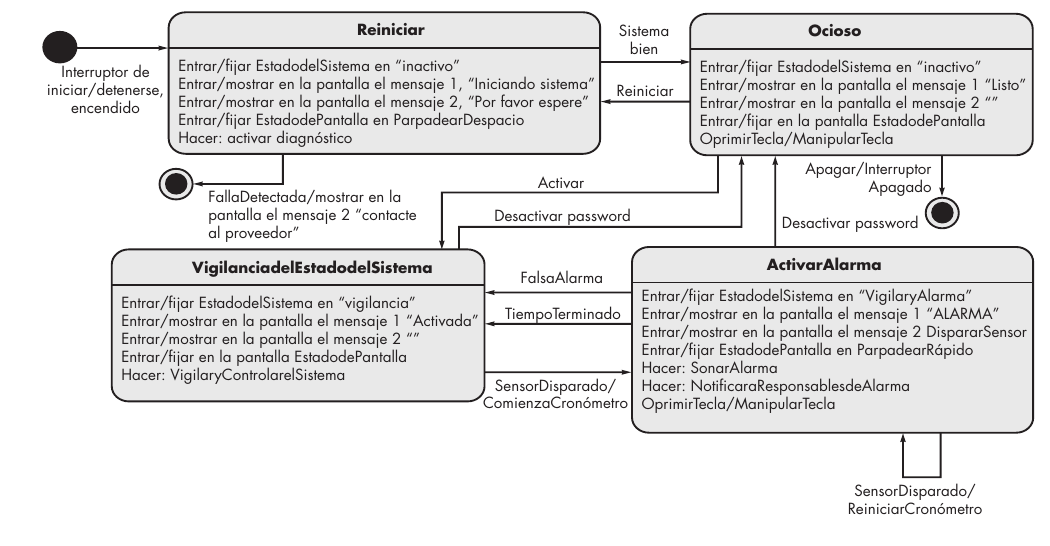 Reiniciar
Entrar/fijar EstadodelSistema en “inactivo”
Entrar/mostrar en la pantalla el mensaje 1, “Iniciando sistema”
Entrar/mostrar en la pantalla el mensaje 2, “Por favor espere”
Entrar/fijar EstadodePantalla en ParpadearDespacio
Hacer: activar diagnóstico
Interruptor de
iniciar/detenerse,
encendido
Sistema
bien
Reiniciar
Ocioso
Entrar/fijar EstadodelSistema en “inactivo”
Entrar/mostrar en la pantalla el mensaje 1 “Listo”
Entrar/mostrar en la pantalla el mensaje 2 “”
Entrar/fijar en la pantalla EstadodePantalla
OprimirTecla/ManipularTecla
FallaDetectada/mostrar en la
pantalla el mensaje 2 “contacte
al proveedor”
Activar
Desactivar password
Apagar/Interruptor
Apagado
Desactivar password
VigilanciadelEstadodelSistema
Entrar/fijar EstadodelSistema en “vigilancia”
Entrar/mostrar en la pantalla el mensaje 1 “Activada”
Entrar/mostrar en la pantalla el mensaje 2 “”
Entrar/fijar en la pantalla EstadodePantalla
Hacer: VigilaryControlarelSistema
FalsaAlarma
TiempoTerminado
SensorDisparado/
ComienzaCronómetro
ActivarAlarma
Entrar/fijar EstadodelSistema en “VigilaryAlarma”
Entrar/mostrar en la pantalla el mensaje 1 “ALARMA”
Entrar/mostrar en la pantalla el mensaje 2 DispararSensor
Entrar/fijar EstadodePantalla en ParpadearRápido
Hacer: SonarAlarma
Hacer: NotificaraResponsablesdeAlarma
OprimirTecla/ManipularTecla
SensorDisparado/
ReiniciarCronómetro